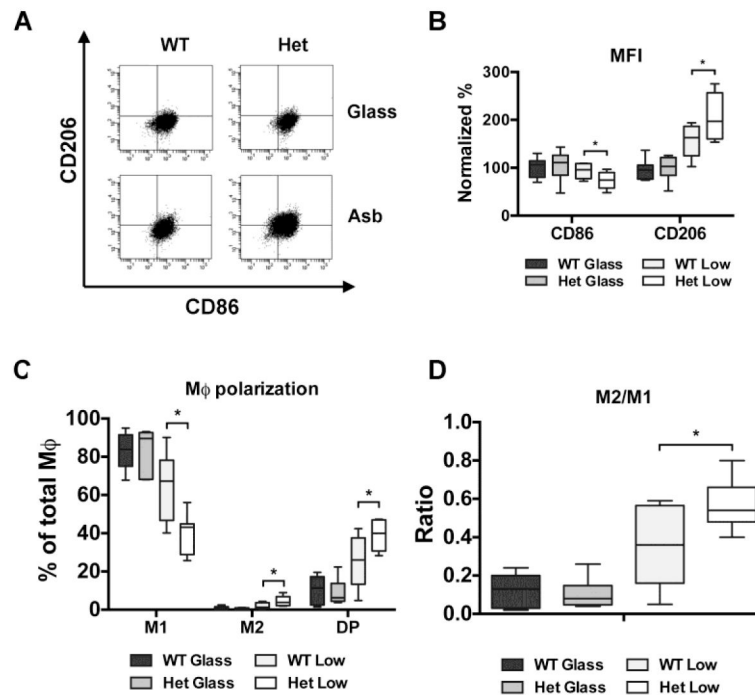 A
WT
Het
CD206
Glass
Asb
CD86
B
MFI
Normalized %
300
200
100
0
*
*
CD86
CD206
WT Glass
WT Low
Het Glass
Het Low
C
Mϕ polarization
% of total Mϕ
100
80
60
40
20
0
*
*
*
M1
M2
DP
WT Glass
WT Low
Het Glass
Het Low
D
M2/M1
Ratio
1.0
0.8
0.6
0.4
0.2
0.0
*
WT Glass
WT Low
Het Glass
Het Low